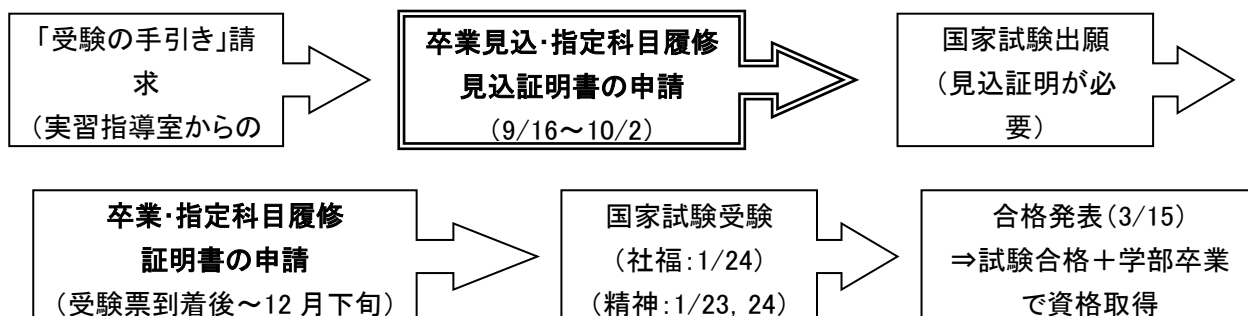 「受験の手引き」請
求
(実習指導室からの
卒業見込・指定科目履修
見込証明書の申請
(9/16~10/2)
国家試験出願
(見込証明が必
要)
卒業・指定科目履修
証明書の申請
(受験票到着後~12 月下旬)
国家試験受験
(社福:1/24)
(精神:1/23, 24)
合格発表(3/15)
⇒試験合格+学部卒業
で資格取得